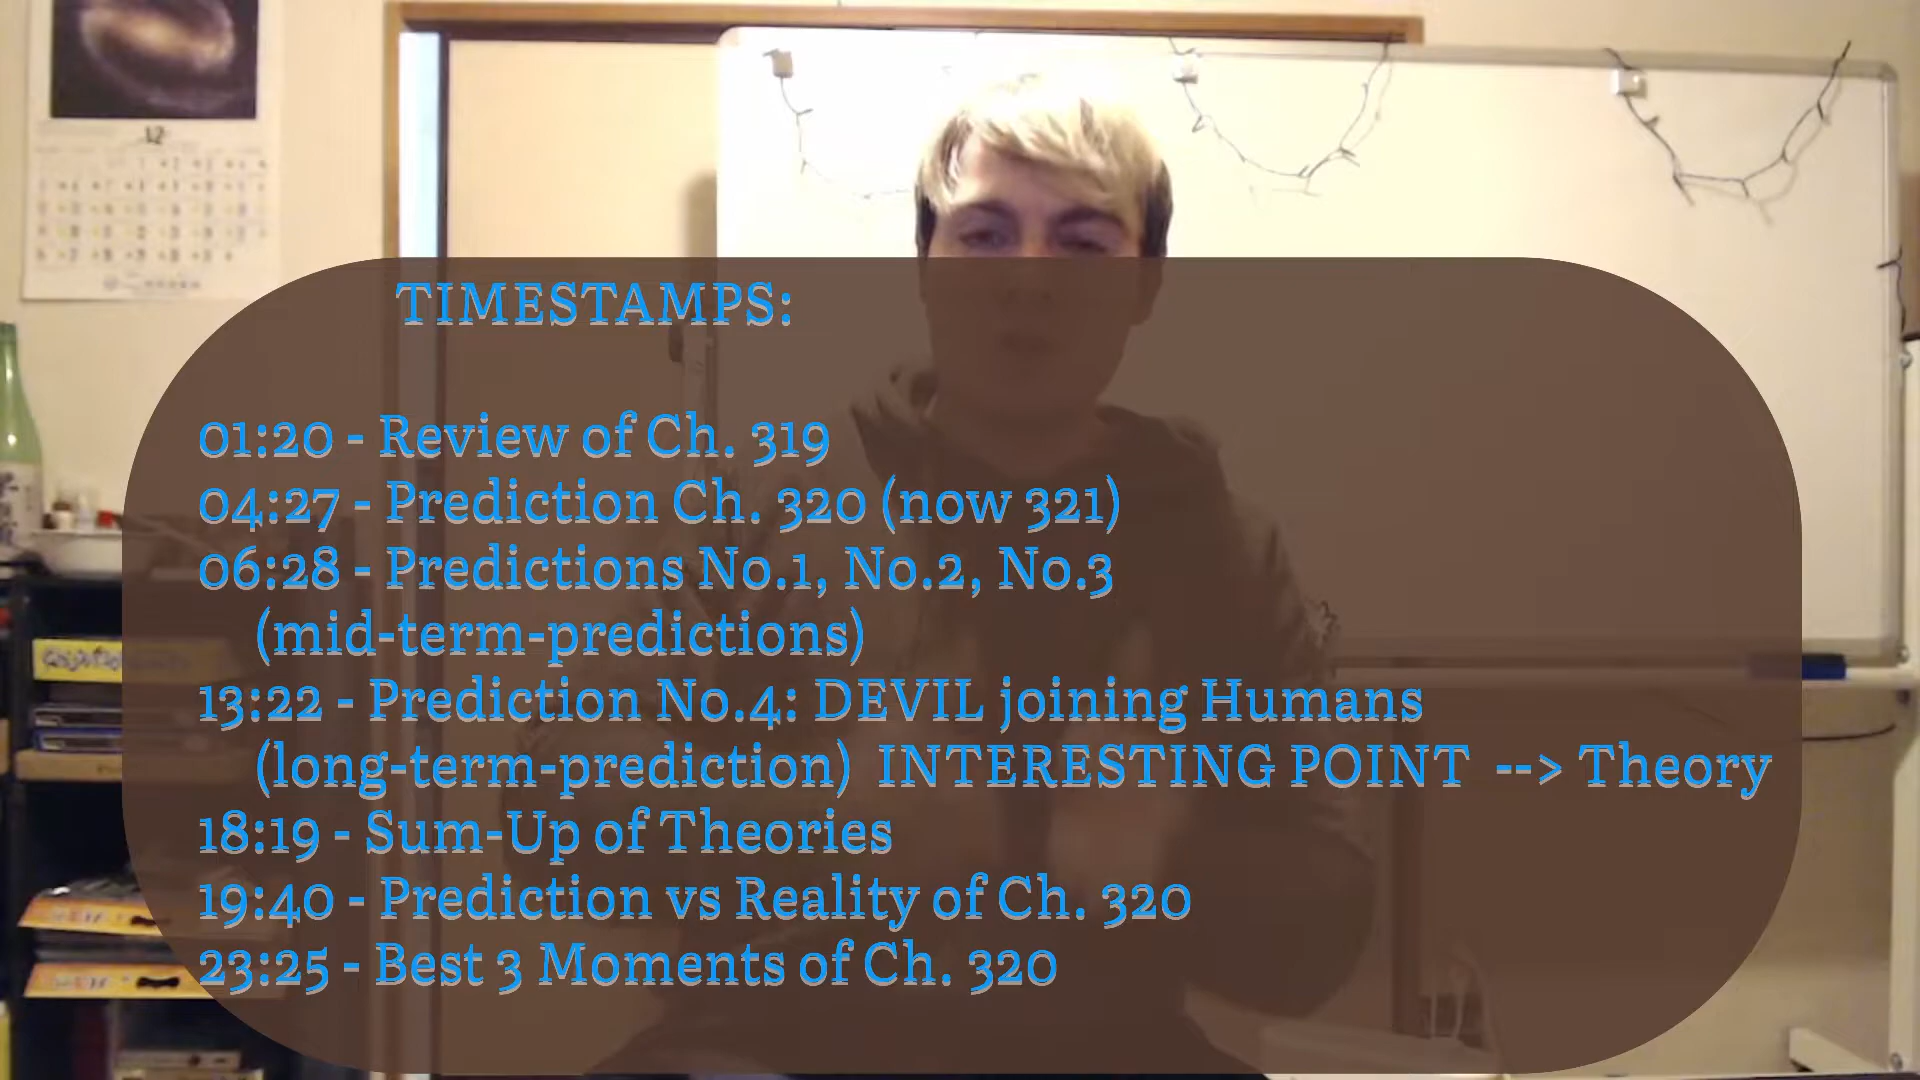 12
TIMESTAMPS:
01:20 - Review of Ch. 319
04:27 - Prediction Ch. 320 (now 321)
06:28 - Predictions No.1, No.2, No.3
(mid-term-predictions)
13:22 - Prediction No.4: DEVIL joining Humans
(long-term-prediction) INTERESTING POINT --> Theory
18:19 - Sum-Up of Theories
19:40 - Prediction vs Reality of Ch. 320
23:25 - Best 3 Moments of Ch. 320